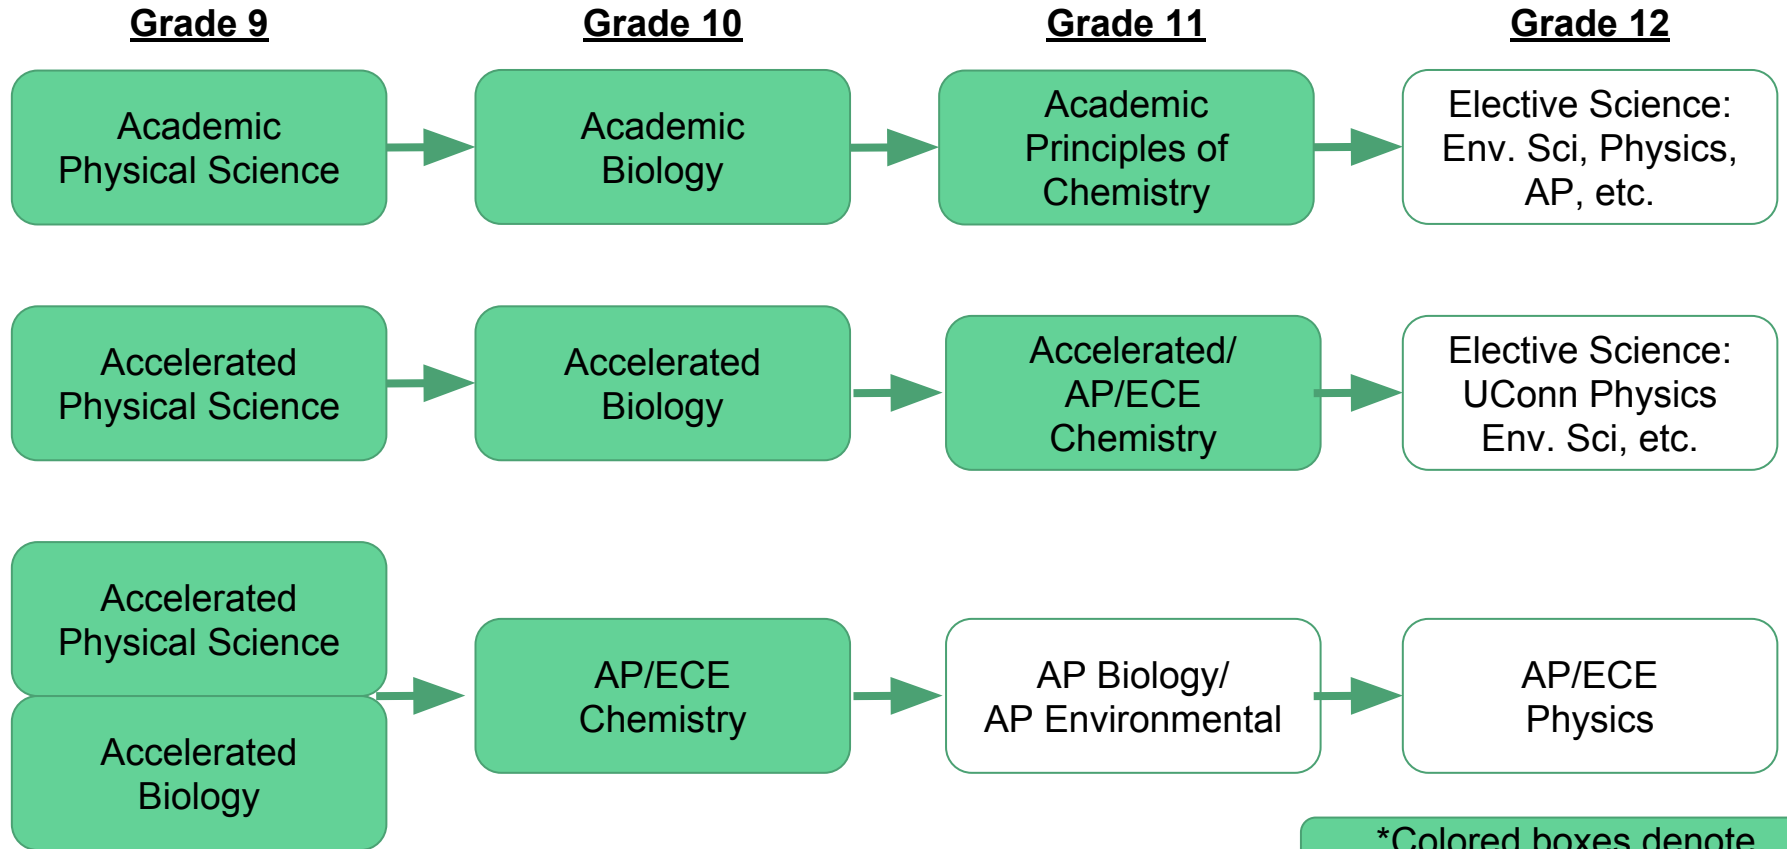 Grade 9
Grade 10
Grade 11
Grade 12
Academic
Physical Science
Academic
Biology
Academic
Principles of
Chemistry
Elective Science:
Env. Sci, Physics,
AP, etc.
Accelerated
Physical Science
Accelerated
Biology
Accelerated/
AP/ECE
Chemistry
Elective Science:
UConn Physics
Env. Sci, etc.
Accelerated
Physical Science
Accelerated
Biology
AP/ECE
Chemistry
AP Biology/
AP Environmental
AP/ECE
Physics
*Colored boxes denote